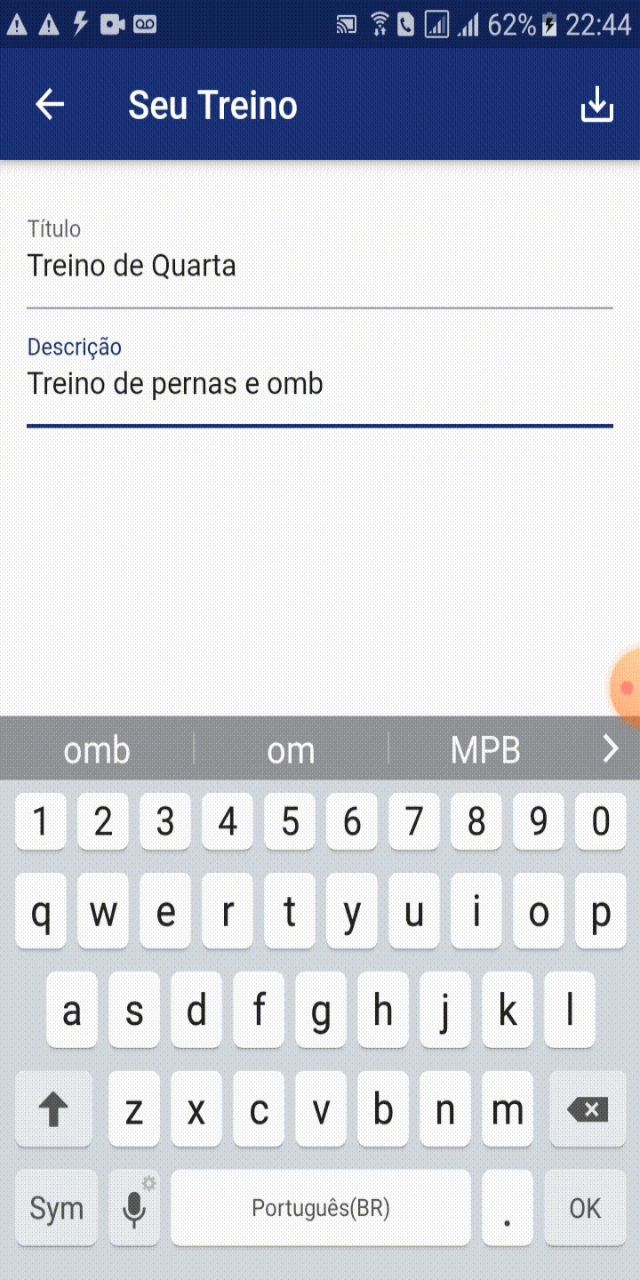 62% 22:44
Seu Treino
Título
Treino de Quarta
Descrição
Treino de pernas e omb
omb om MPB
1 2 3 4 5 6 7 8 9 0
q w e r t y u i o p
a s d f g h j k l
z x c v b n m
Sym Português(BR) . OK